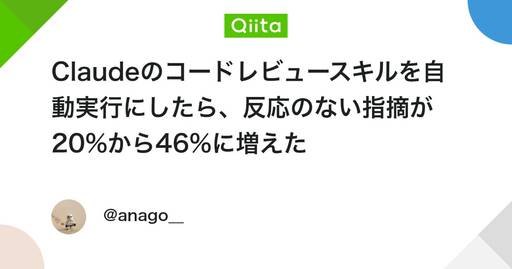 Qiita
Claudeのコードレビュースキルを自
動実行にしたら、反応のない指摘が
20%から46%に増えた
@anago__